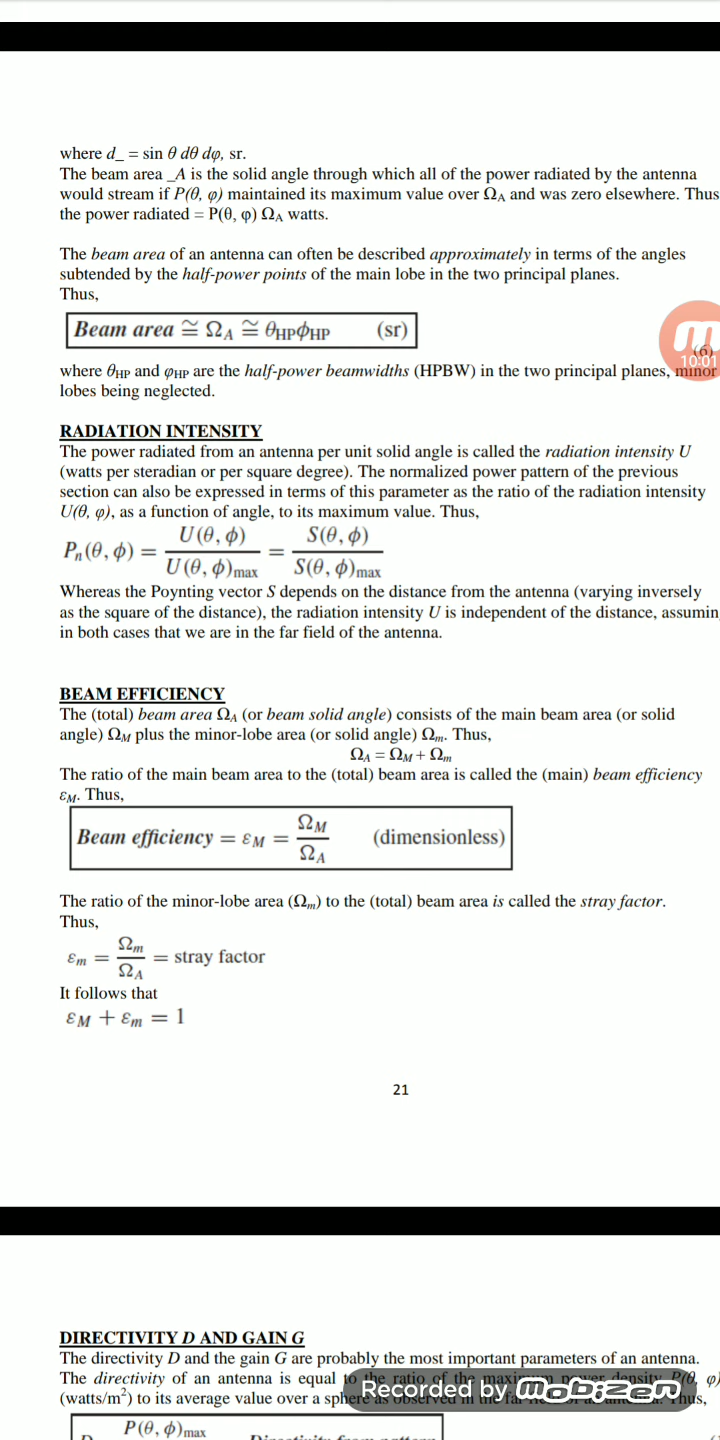 where d_ = sin θ dθ dφ, sr.
The beam area _A is the solid angle through which all of the power radiated by the antenna
would stream if P(θ, φ) maintained its maximum value over ΩA and was zero elsewhere. Thus
the power radiated = P(θ, φ) ΩA watts.
The beam area of an antenna can often be described approximately in terms of the angles
subtended by the half-power points of the main lobe in the two principal planes.
Thus,
Beam area ≅ ΩA ≅ θHPϕHP (sr)
(6)
10:01
where θHP and φHP are the half-power beamwidths (HPBW) in the two principal planes, minor
lobes being neglected.
RADIATION INTENSITY
The power radiated from an antenna per unit solid angle is called the radiation intensity U
(watts per steradian or per square degree). The normalized power pattern of the previous
section can also be expressed in terms of this parameter as the ratio of the radiation intensity
U(θ, φ), as a function of angle, to its maximum value. Thus,
Pn(θ, ϕ) = U(θ, ϕ) / U(θ, ϕ)max = S(θ, ϕ) / S(θ, ϕ)max
Whereas the Poynting vector S depends on the distance from the antenna (varying inversely
as the square of the distance), the radiation intensity U is independent of the distance, assumin
in both cases that we are in the far field of the antenna.
BEAM EFFICIENCY
The (total) beam area ΩA (or beam solid angle) consists of the main beam area (or solid
angle) ΩM plus the minor-lobe area (or solid angle) Ωm. Thus,
ΩA = ΩM + Ωm
The ratio of the main beam area to the (total) beam area is called the (main) beam efficiency
εM. Thus,
Beam efficiency = εM = ΩM / ΩA (dimensionless)
The ratio of the minor-lobe area (Ωm) to the (total) beam area is called the stray factor.
Thus,
εm = Ωm / ΩA = stray factor
It follows that
εM + εm = 1
21
DIRECTIVITY D AND GAIN G
The directivity D and the gain G are probably the most important parameters of an antenna.
The directivity of an antenna is equal to the ratio of the maximum power density P(θ, φ)
(watts/m²) to its average value over a sphere as observed in the far
Thus,
Recorded by MOBIZEN
P(θ, ϕ)max